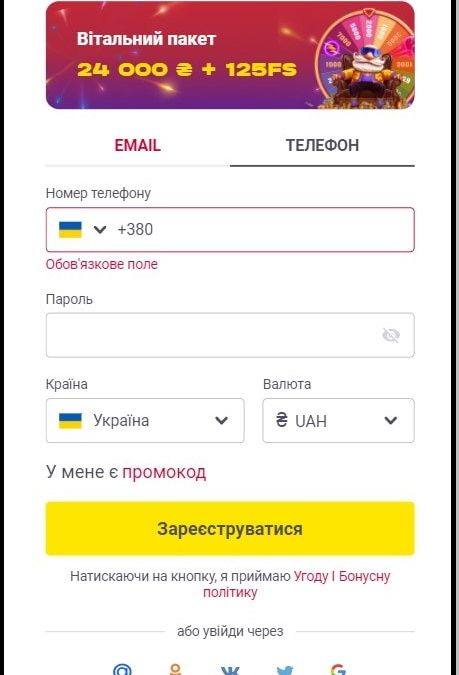 Вітальний пакет
24 000 ₴ + 125FS
EMAIL ТЕЛЕФОН
Номер телефону
+380
Обов'язкове поле
Пароль
Країна Валюта
Україна ₴ UAH
У мене є промокод
Зареєструватися
Натискаючи на кнопку, я приймаю Угоду І Бонусну
політику
або увійди через